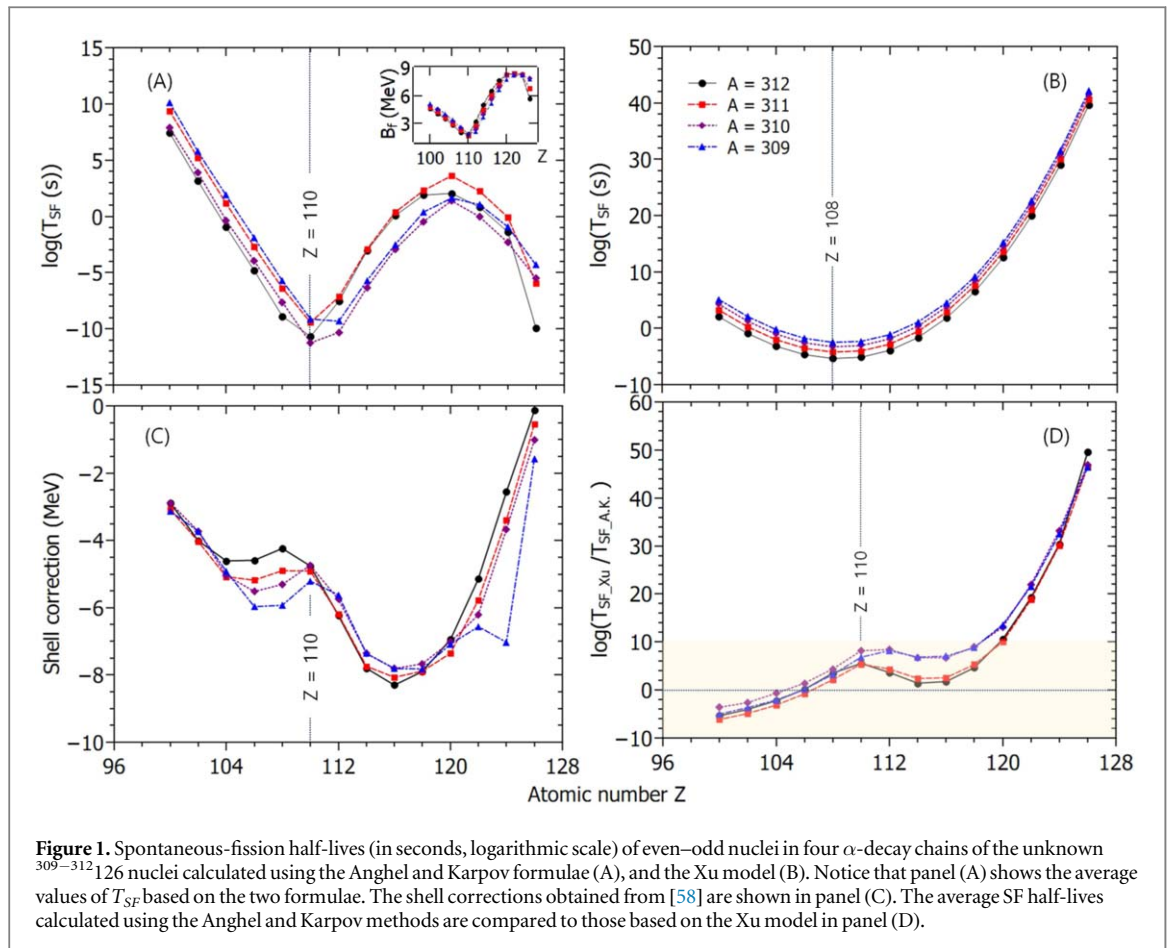 15
10
5
0
−5
−10
−15
log(T_SF (s))
(A)
Z = 110
9
6
3
B_f (MeV)
100 110 120 Z
50
40
30
20
10
0
−10
log(T_SF (s))
(B)
A = 312
A = 311
A = 310
A = 309
Z = 108
0
−2
−4
−6
−8
−10
Shell correction (MeV)
(C)
Z = 110
96 104 112 120 128
60
50
40
30
20
10
0
−10
log(T_SF_Xu /T_SF_A.K.)
(D)
Z = 110
96 104 112 120 128
Atomic number Z
Figure 1. Spontaneous-fission half-lives (in seconds, logarithmic scale) of even–odd nuclei in four α-decay chains of the unknown
³⁰⁹⁻³¹²126 nuclei calculated using the Anghel and Karpov formulae (A), and the Xu model (B). Notice that panel (A) shows the average
values of T_SF based on the two formulae. The shell corrections obtained from [58] are shown in panel (C). The average SF half-lives
calculated using the Anghel and Karpov methods are compared to those based on the Xu model in panel (D).